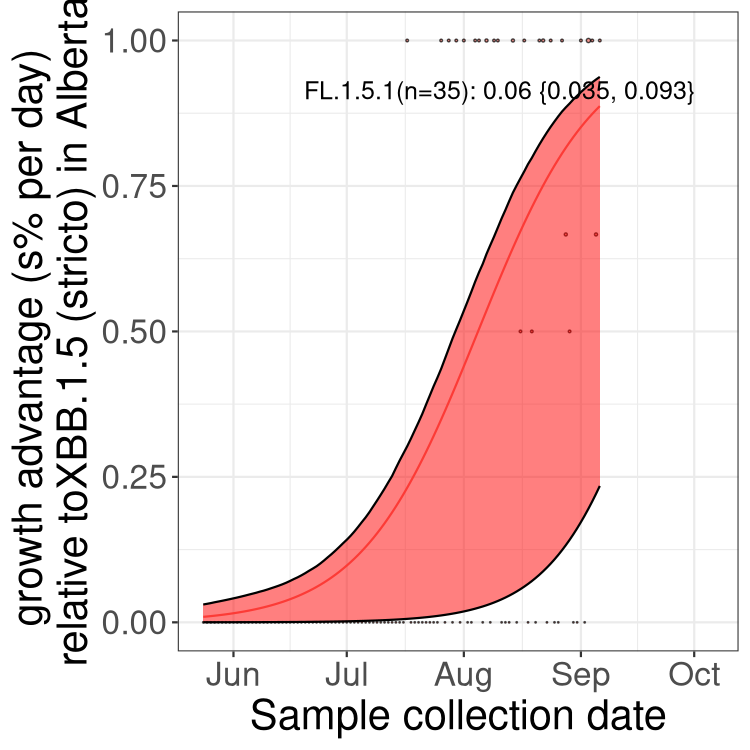 growth advantage (s% per day)
relative toXBB.1.5 (stricto) in Alberta
1.00
0.75
0.50
0.25
0.00
FL.1.5.1(n=35): 0.06 {0.035, 0.093}
Jun Jul Aug Sep Oct
Sample collection date